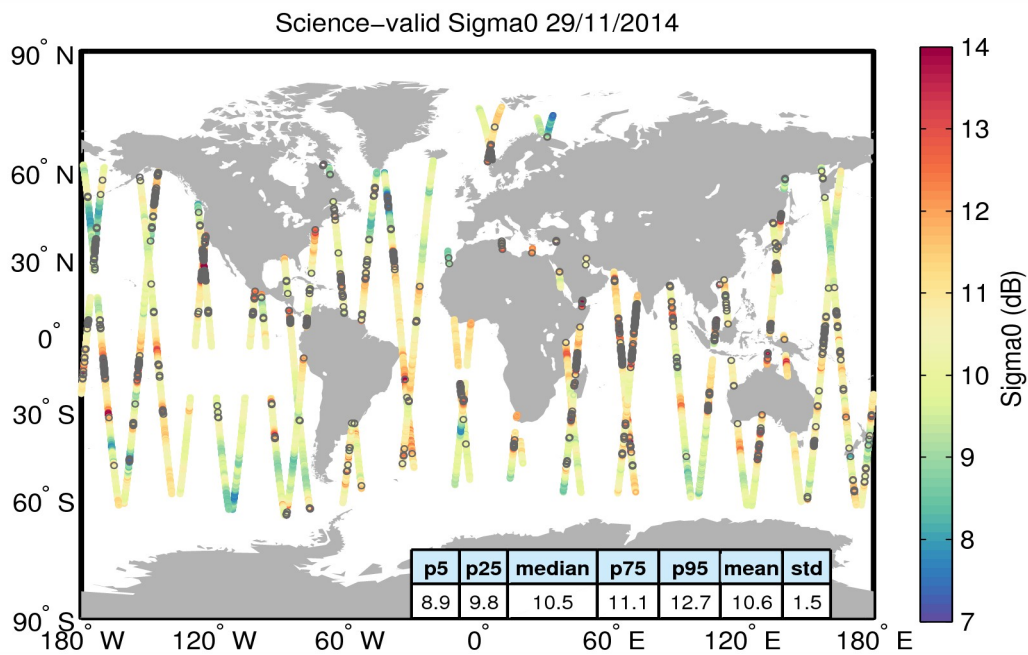 Science−valid Sigma0 29/11/2014
90° N
60° N
30° N
0°
30° S
60° S
90° S
180° W
120° W
60° W
0°
60° E
120° E
180° E
p5 p25 median p75 p95 mean std
8.9 9.8 10.5 11.1 12.7 10.6 1.5
14
13
12
11
10
9
8
7
Sigma0 (dB)